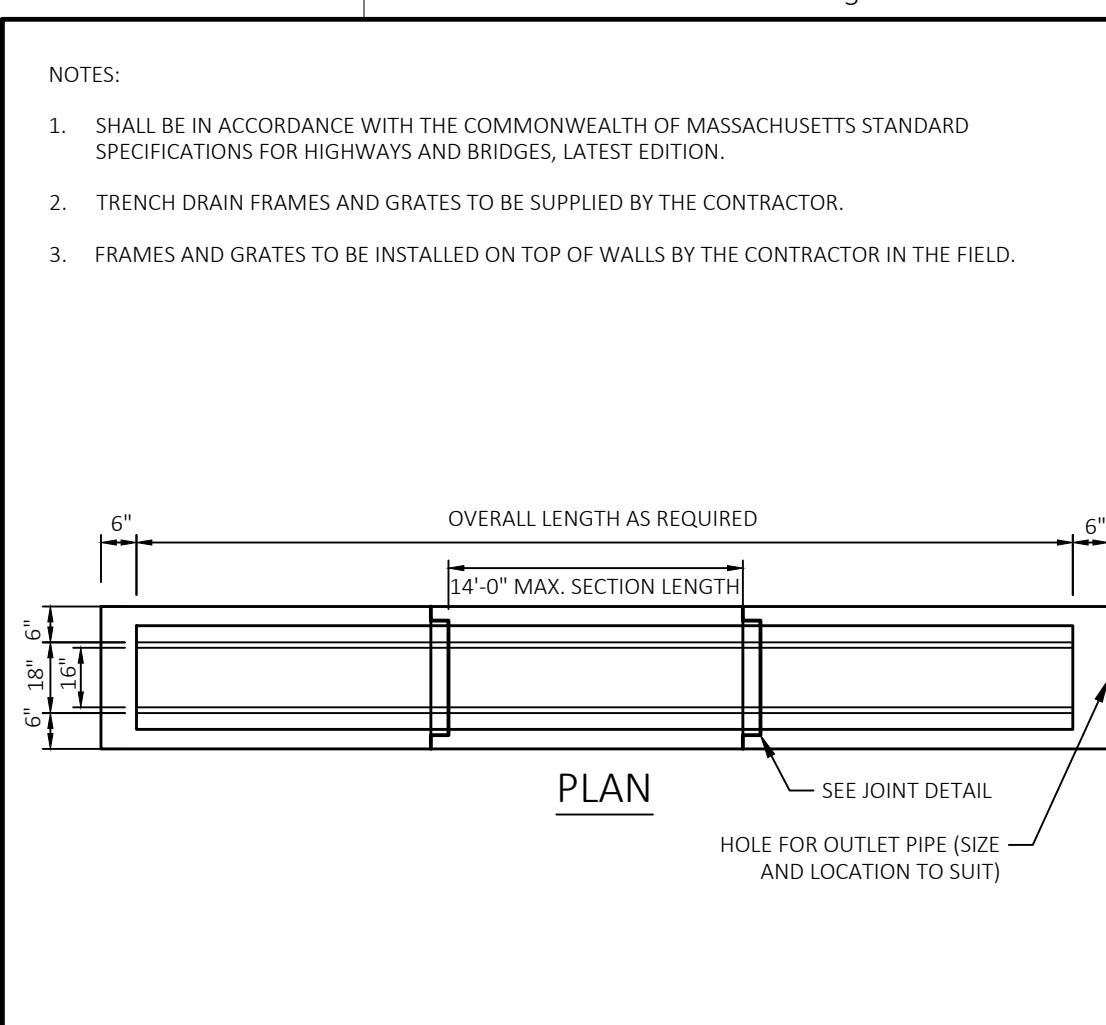 NOTES:
1. SHALL BE IN ACCORDANCE WITH THE COMMONWEALTH OF MASSACHUSETTS STANDARD
SPECIFICATIONS FOR HIGHWAYS AND BRIDGES, LATEST EDITION.
2. TRENCH DRAIN FRAMES AND GRATES TO BE SUPPLIED BY THE CONTRACTOR.
3. FRAMES AND GRATES TO BE INSTALLED ON TOP OF WALLS BY THE CONTRACTOR IN THE FIELD.
6" OVERALL LENGTH AS REQUIRED 6"
14'-0" MAX. SECTION LENGTH
6"
18"
16"
6"
PLAN
SEE JOINT DETAIL
HOLE FOR OUTLET PIPE (SIZE
AND LOCATION TO SUIT)